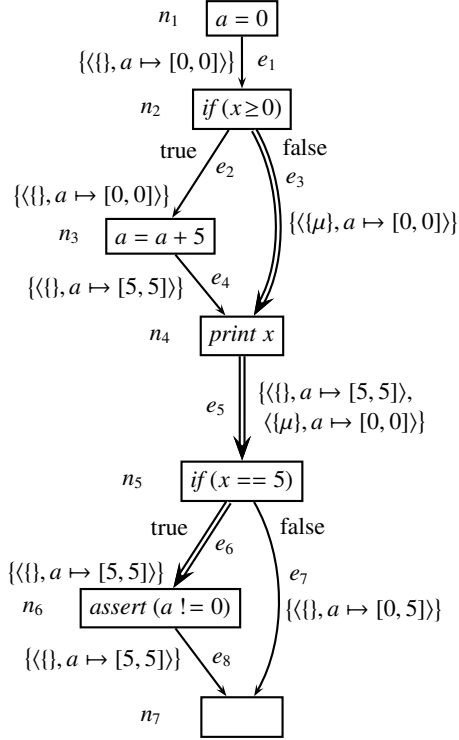 n1 a = 0
{⟨{}, a ↦ [0, 0]⟩} e1
n2 if (x ≥ 0)
true false
e2 e3
{⟨{}, a ↦ [0, 0]⟩}
{⟨{μ}, a ↦ [0, 0]⟩}
n3 a = a + 5
{⟨{}, a ↦ [5, 5]⟩} e4
n4 print x
e5 {⟨{}, a ↦ [5, 5]⟩,
⟨{μ}, a ↦ [0, 0]⟩}
n5 if (x == 5)
true false
e6 e7
{⟨{}, a ↦ [5, 5]⟩}
{⟨{}, a ↦ [0, 5]⟩}
n6 assert (a != 0)
{⟨{}, a ↦ [5, 5]⟩} e8
n7